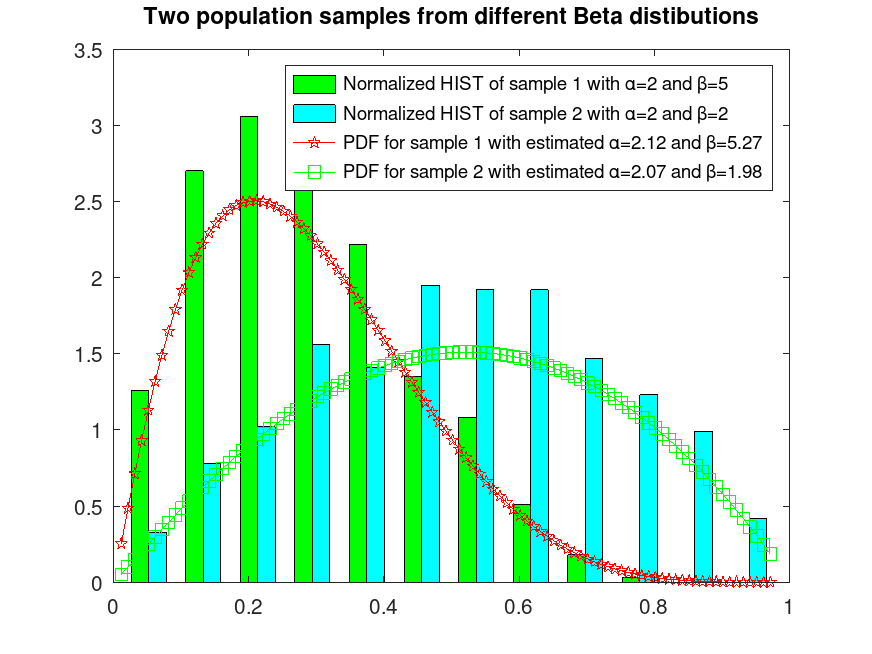 Two population samples from different Beta distibutions
3.5
3
2.5
2
1.5
1
0.5
0
0
0.2
0.4
0.6
0.8
1
Normalized HIST of sample 1 with α=2 and β=5
Normalized HIST of sample 2 with α=2 and β=2
PDF for sample 1 with estimated α=2.12 and β=5.27
PDF for sample 2 with estimated α=2.07 and β=1.98